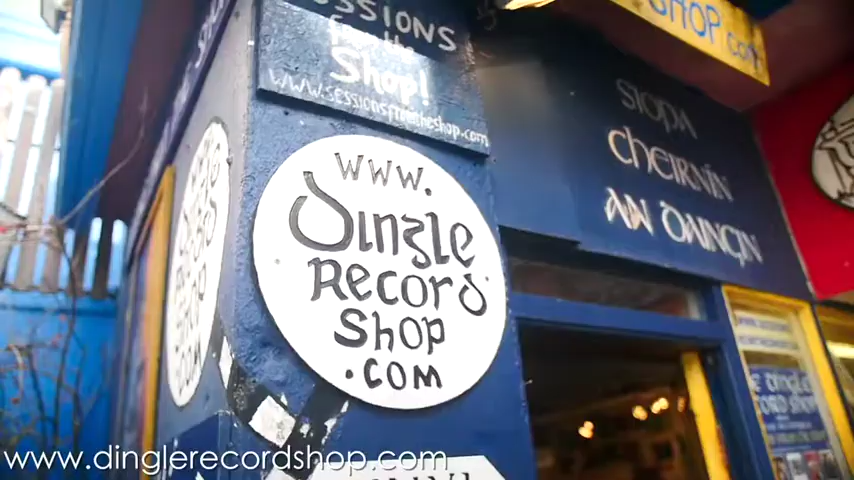 SESSIONS
from the
Shop!
www.sessionsfromtheshop.com
SHOP.com
www.
Dingle
Record
Shop
.com
Siopa
Cheirnín
An Daingin
www.dinglerecordshop.com